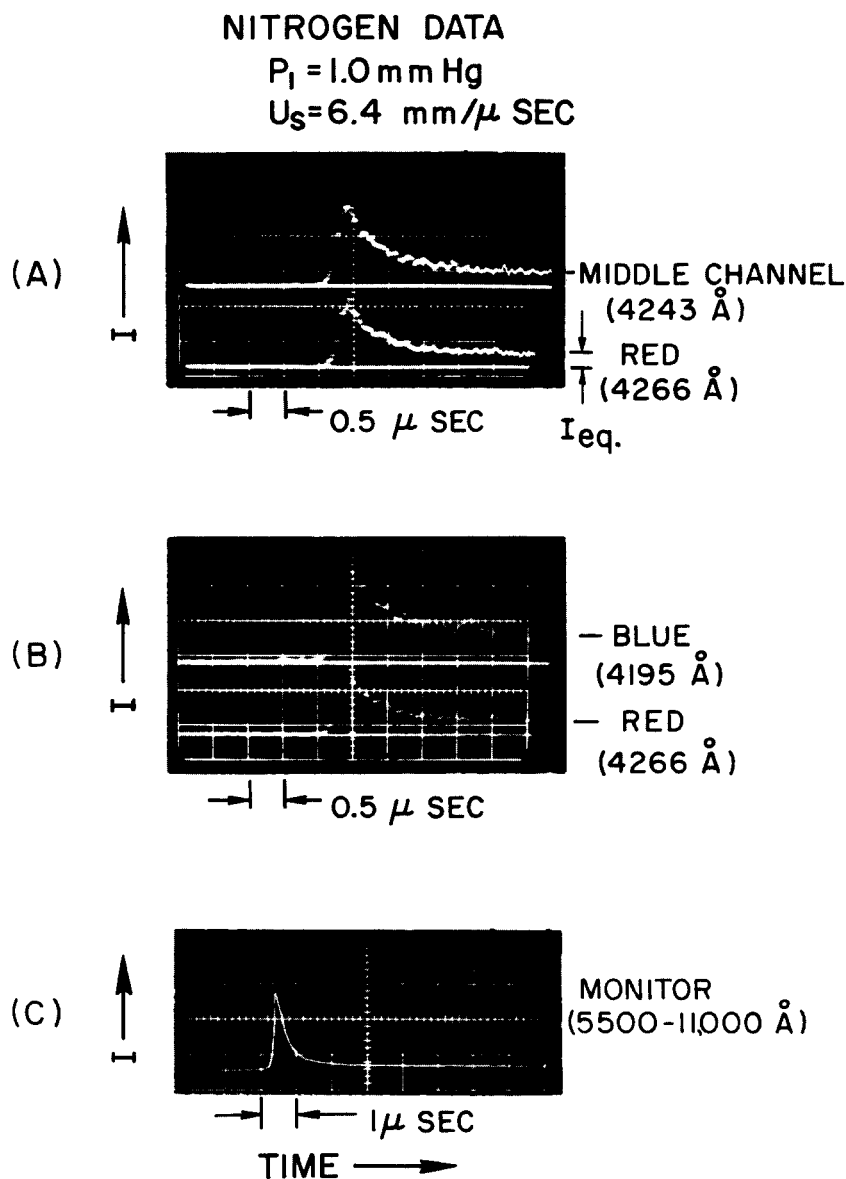 NITROGEN DATA
P₁ = 1.0 mm Hg
Uₛ=6.4 mm/μ SEC
(A)
I
MIDDLE CHANNEL
(4243 Å)
RED
(4266 Å)
Ieq.
0.5 μ SEC
(B)
I
BLUE
(4195 Å)
RED
(4266 Å)
0.5 μ SEC
(C)
I
MONITOR
(5500-11,000 Å)
1μ SEC
TIME